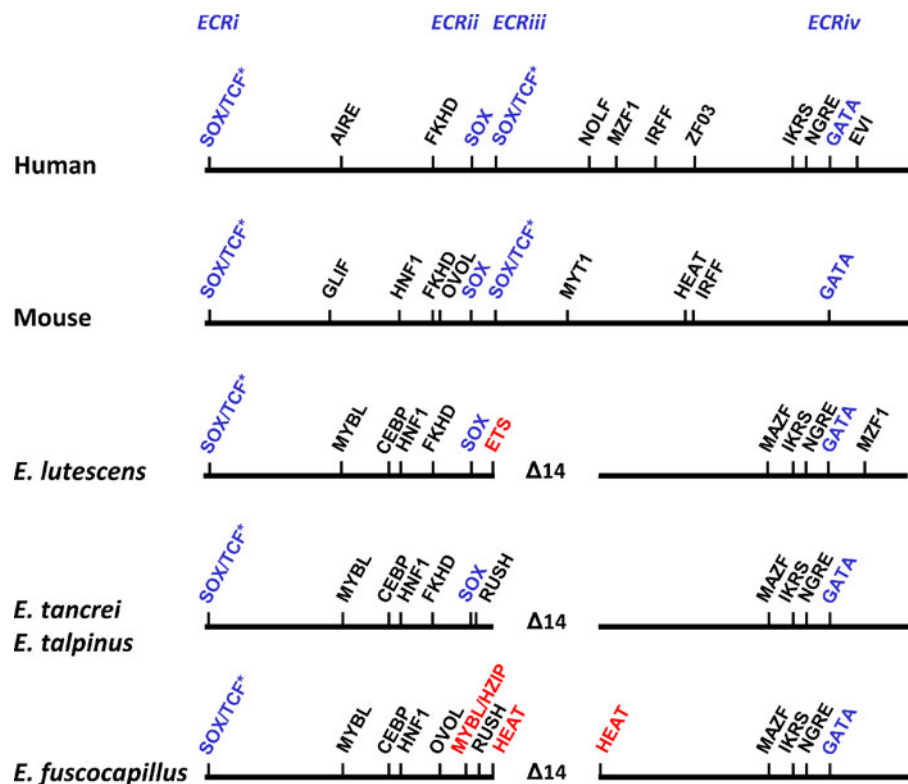 ECRi ECRii ECRiii ECRiv
SOX/TCF* AIRE FKHD SOX SOX/TCF* NOLF MZF1 IRFF ZF03 IKRS NGRE GATA EVI
Human
SOX/TCF* GLIF HNF1 FKHD OVOL SOX SOX/TCF* MYT1 HEAT IRFF GATA
Mouse
SOX/TCF* MYBL CEBP HNF1 FKHD SOX ETS MAZF IKRS NGRE GATA MZF1
E. lutescens Δ14
SOX/TCF* MYBL CEBP HNF1 FKHD SOX RUSH MAZF IKRS NGRE GATA
E. tancrei Δ14
E. talpinus
SOX/TCF* MYBL CEBP HNF1 OVOL MYBL/HZIP RUSH HEAT HEAT MAZF IKRS NGRE GATA
E. fuscocapillus Δ14